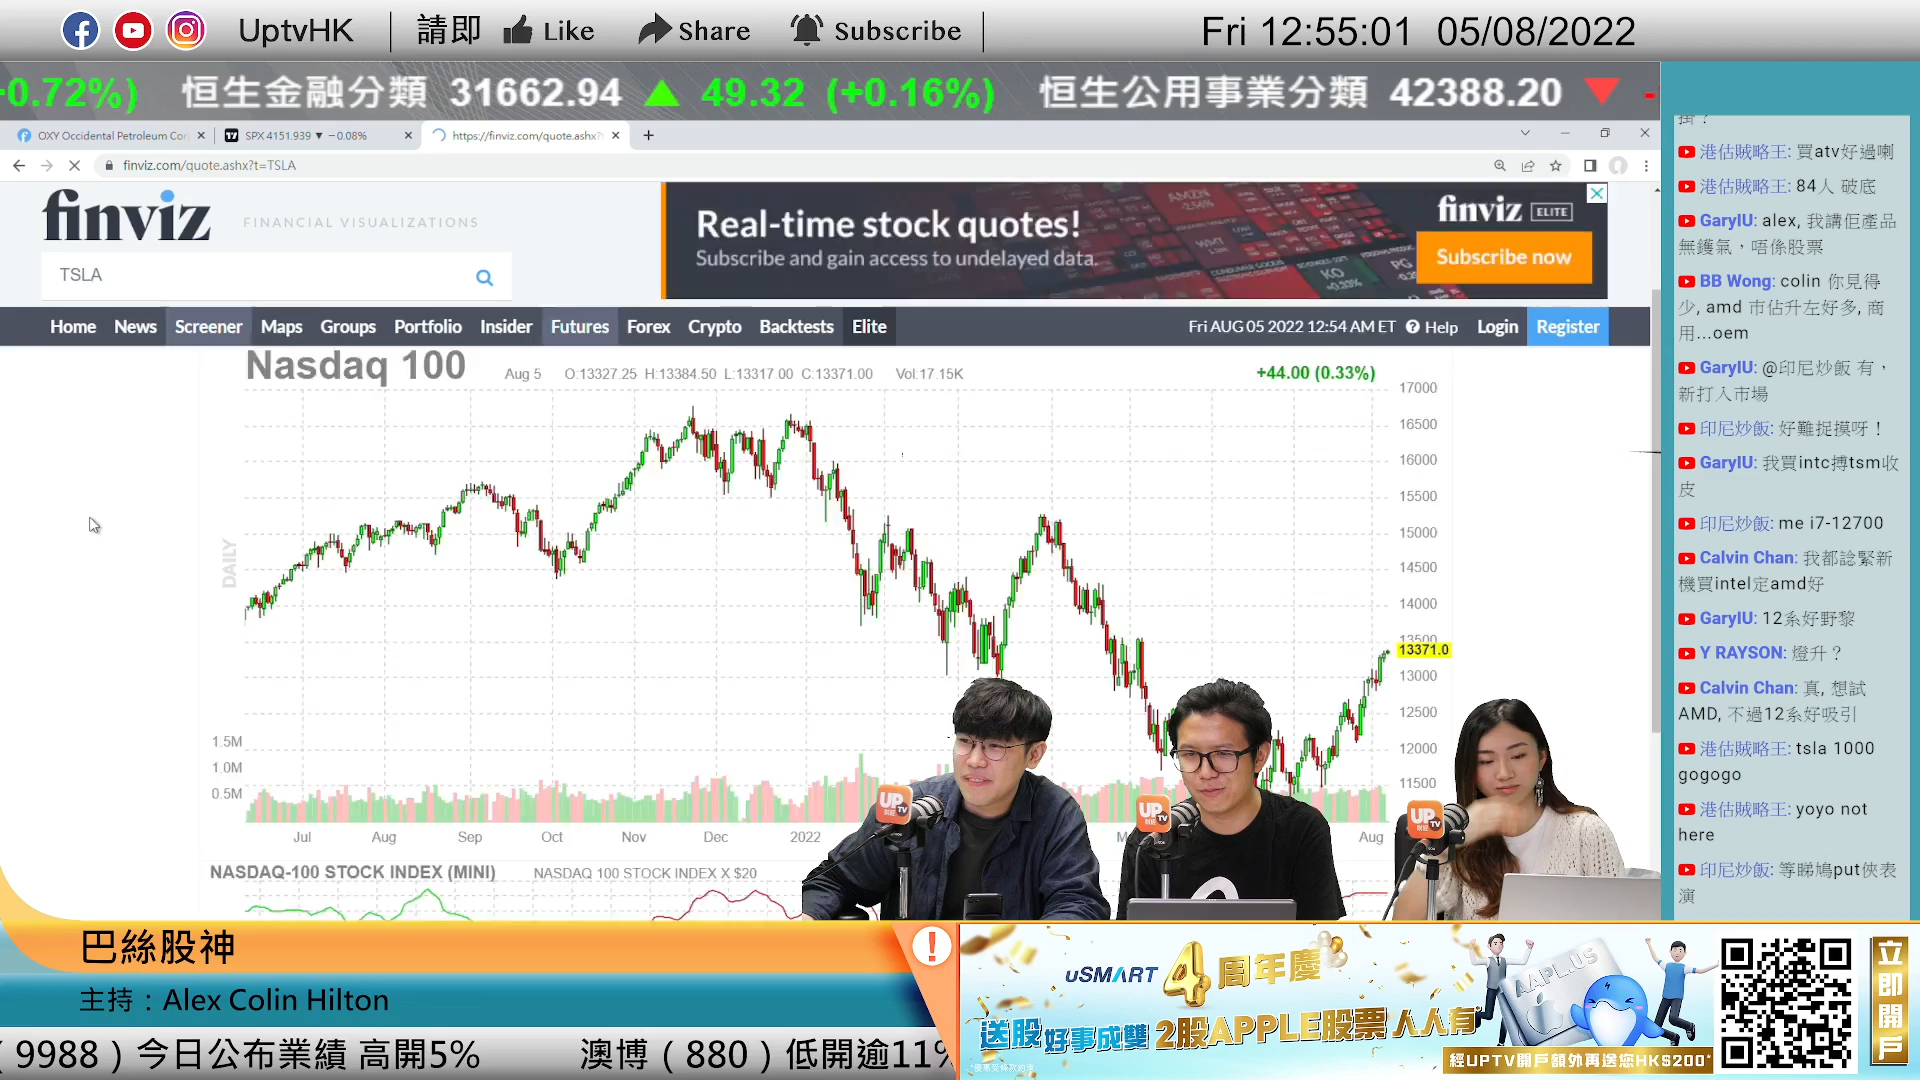 UptvHK 請即 Like Share Subscribe Fri 12:55:01 05/08/2022
+0.72%) 恒生金融分類 31662.94 ▲ 49.32 (+0.16%) 恒生公用事業分類 42388.20 ▼ -
OXY Occidental Petroleum Cor SPX 4151.939 ▼ −0.08% https://finviz.com/quote.ashx?
finviz.com/quote.ashx?t=TSLA
finviz FINANCIAL VISUALIZATIONS
TSLA
Real-time stock quotes!
Subscribe and gain access to undelayed data.
finviz ELITE
Subscribe now
Home News Screener Maps Groups Portfolio Insider Futures Forex Crypto Backtests Elite Fri AUG 05 2022 12:54 AM ET Help Login Register
Nasdaq 100 Aug 5 O:13327.25 H:13384.50 L:13317.00 C:13371.00 Vol:17.15K +44.00 (0.33%)
17000
16500
16000
15500
15000
14500
14000
13500
13371.0
13000
12500
12000
11500
DAILY
1.5M
1.0M
0.5M
Jul Aug Sep Oct Nov Dec 2022 Aug
NASDAQ-100 STOCK INDEX (MINI) NASDAQ 100 STOCK INDEX X $20
UP TV
UP TV
UP TV
掛？
港估賊略王: 買atv好過喇
港估賊略王: 84人 破底
GarylU: alex, 我講佢產品
無鑊氣，唔係股票
BB Wong: colin 你見得
少, amd 市佔升左好多, 商
用...oem
GarylU: @印尼炒飯 有，
新打入市場
印尼炒飯: 好難捉摸呀！
GarylU: 我買intc搏tsm收
皮
印尼炒飯: me i7-12700
Calvin Chan: 我都諗緊新
機買intel定amd好
GarylU: 12系好野黎
Y RAYSON: 燈升？
Calvin Chan: 真, 想試
AMD, 不過12系好吸引
港估賊略王: tsla 1000
gogogo
港估賊略王: yoyo not
here
印尼炒飯: 等睇鳩put俠表
演
巴絲股神
主持：Alex Colin Hilton
uSMART 4周年慶
送股好事成雙 2股APPLE股票人人有*
AAPL.US
經UPTV開戶額外再送您HK$200*
立即開戶
( 9988 ) 今日公布業績 高開5% 澳博 ( 880 ) 低開逾11%